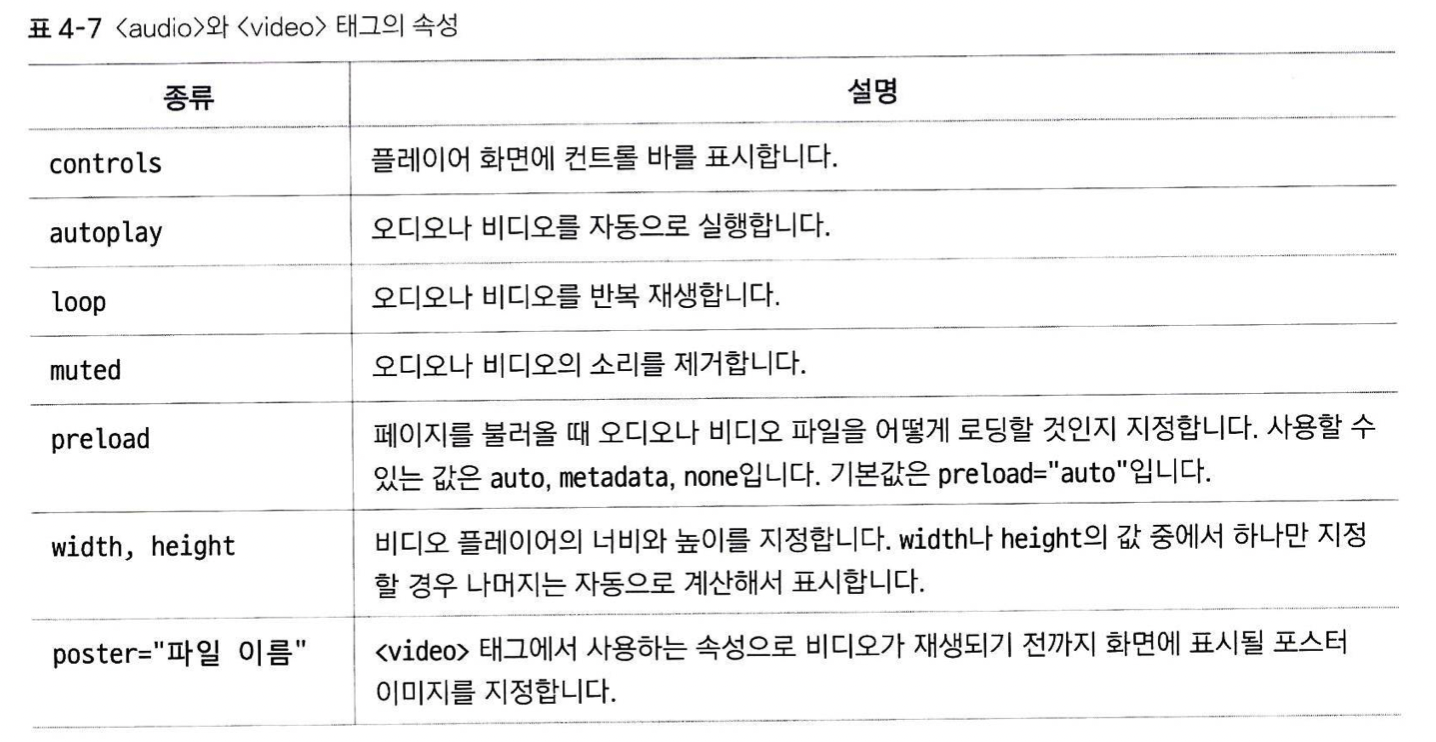 표 4-7 <audio>와 <video> 태그의 속성
종류 설명
controls 플레이어 화면에 컨트롤 바를 표시합니다.
autoplay 오디오나 비디오를 자동으로 실행합니다.
loop 오디오나 비디오를 반복 재생합니다.
muted 오디오나 비디오의 소리를 제거합니다.
preload 페이지를 불러올 때 오디오나 비디오 파일을 어떻게 로딩할 것인지 지정합니다. 사용할 수
있는 값은 auto, metadata, none입니다. 기본값은 preload="auto"입니다.
width, height 비디오 플레이어의 너비와 높이를 지정합니다. width나 height의 값 중에서 하나만 지정
할 경우 나머지는 자동으로 계산해서 표시합니다.
poster="파일 이름" <video> 태그에서 사용하는 속성으로 비디오가 재생되기 전까지 화면에 표시될 포스터
이미지를 지정합니다.